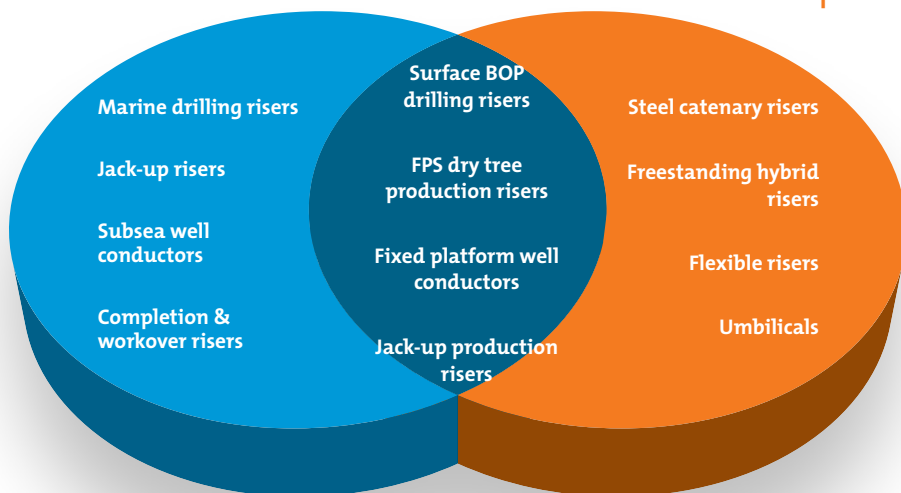 Marine drilling risers
Jack-up risers
Subsea well
conductors
Completion &
workover risers
Surface BOP
drilling risers
FPS dry tree
production risers
Fixed platform well
conductors
Jack-up production
risers
Steel catenary risers
Freestanding hybrid
risers
Flexible risers
Umbilicals